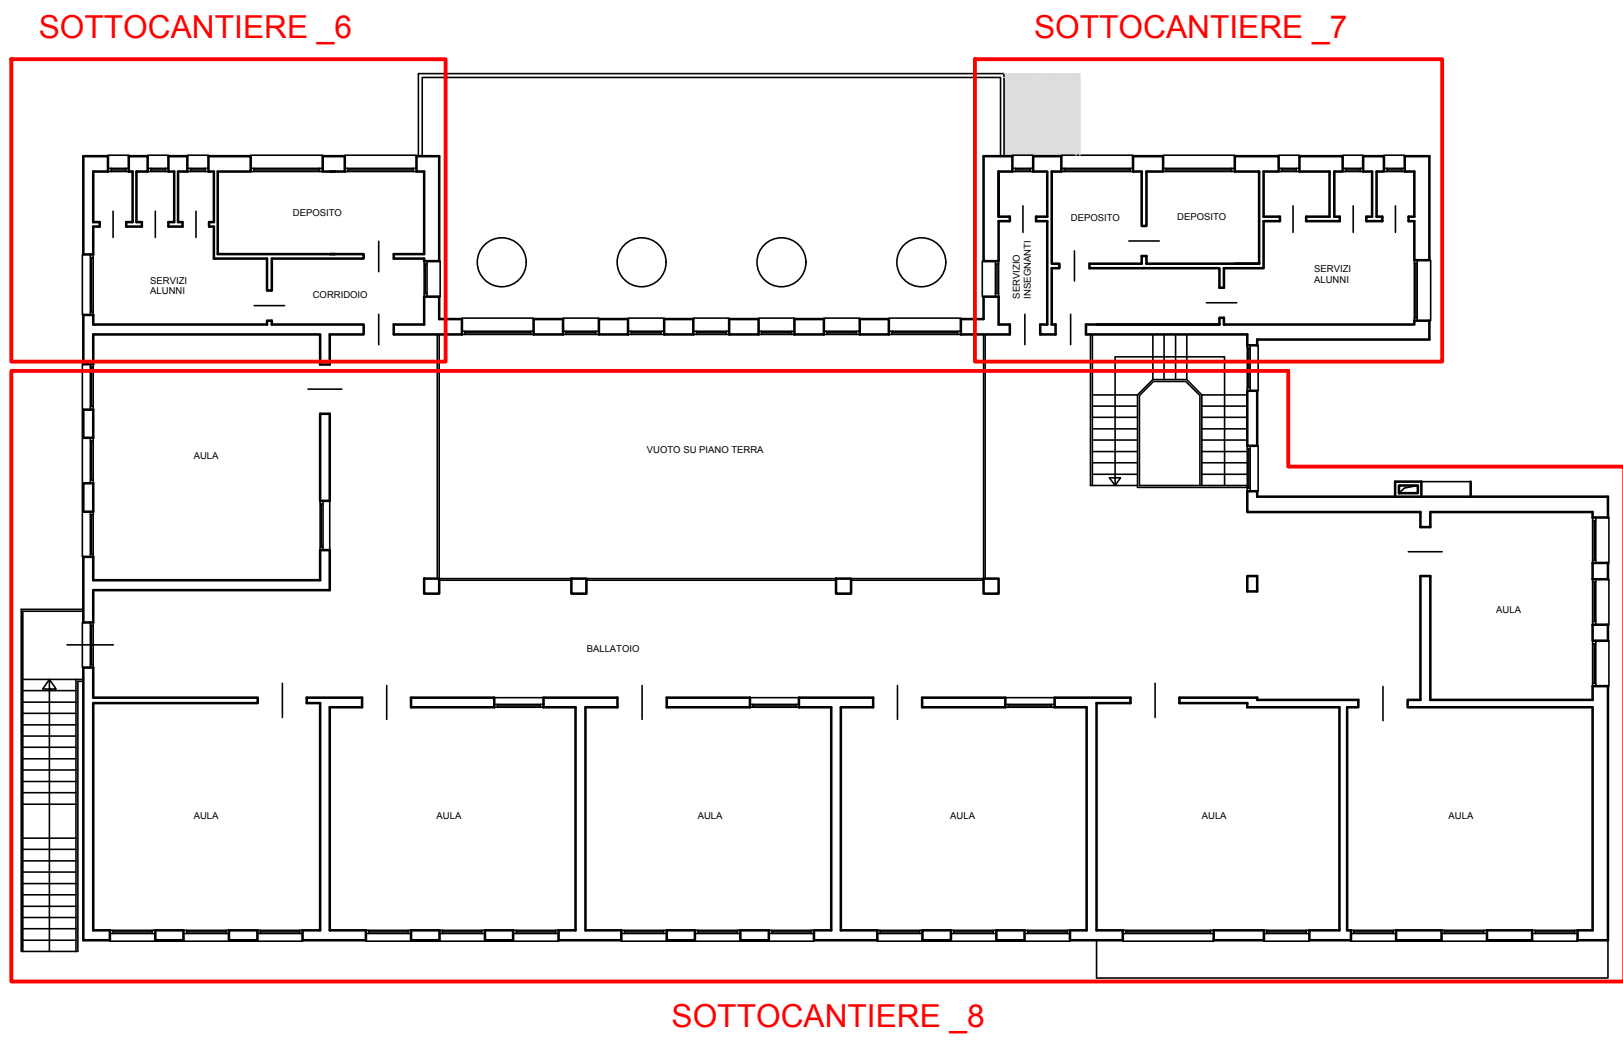 SOTTOCANTIERE _6
SOTTOCANTIERE _7
DEPOSITO
DEPOSITO
DEPOSITO
SERVIZI
ALUNNI
CORRIDOIO
SERVIZIO
INSEGNANTI
SERVIZI
ALUNNI
AULA
VUOTO SU PIANO TERRA
AULA
BALLATOIO
AULA
AULA
AULA
AULA
AULA
AULA
SOTTOCANTIERE _8